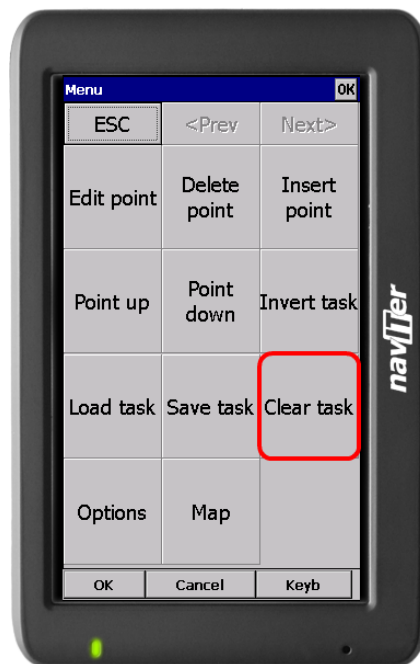 Menu OK
ESC <Prev Next>
Edit point Delete point Insert point
Point up Point down Invert task
Load task Save task Clear task
Options Map
OK Cancel Keyb
naviter